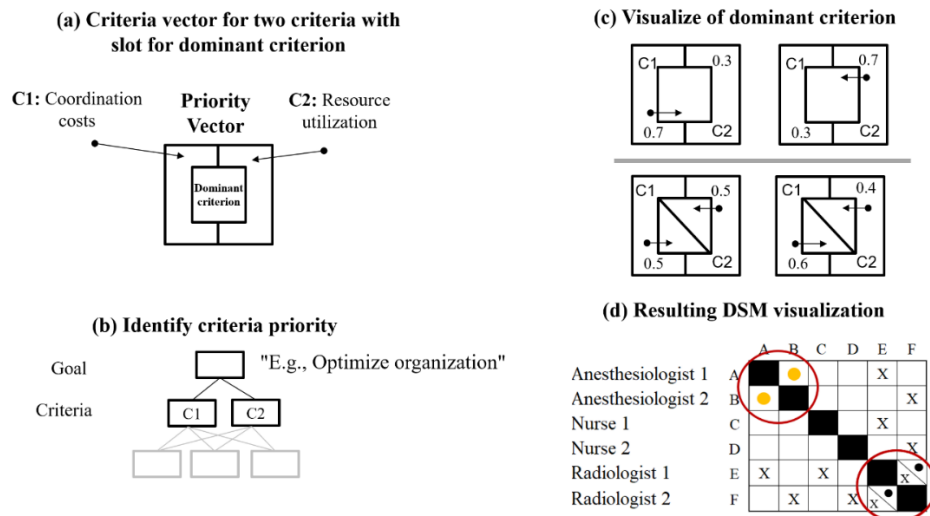 (a) Criteria vector for two criteria with
slot for dominant criterion
C1: Coordination
costs
Priority
Vector
C2: Resource
utilization
Dominant
criterion
(b) Identify criteria priority
Goal
"E.g., Optimize organization"
Criteria
C1
C2
(c) Visualize of dominant criterion
C1
0.3
0.7
C2
C1
0.7
0.3
C2
C1
0.5
0.5
C2
C1
0.4
0.6
C2
(d) Resulting DSM visualization
A B C D E F
Anesthesiologist 1 A X
Anesthesiologist 2 B X
Nurse 1 C X
Nurse 2 D X
Radiologist 1 E X X X
Radiologist 2 F X X X